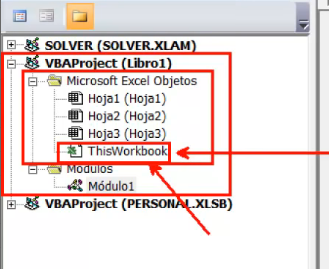 SOLVER (SOLVER.XLAM)
VBAProject (Libro1)
Microsoft Excel Objetos
Hoja1 (Hoja1)
Hoja2 (Hoja2)
Hoja3 (Hoja3)
ThisWorkbook
Módulos
Módulo1
VBAProject (PERSONAL.XLSB)